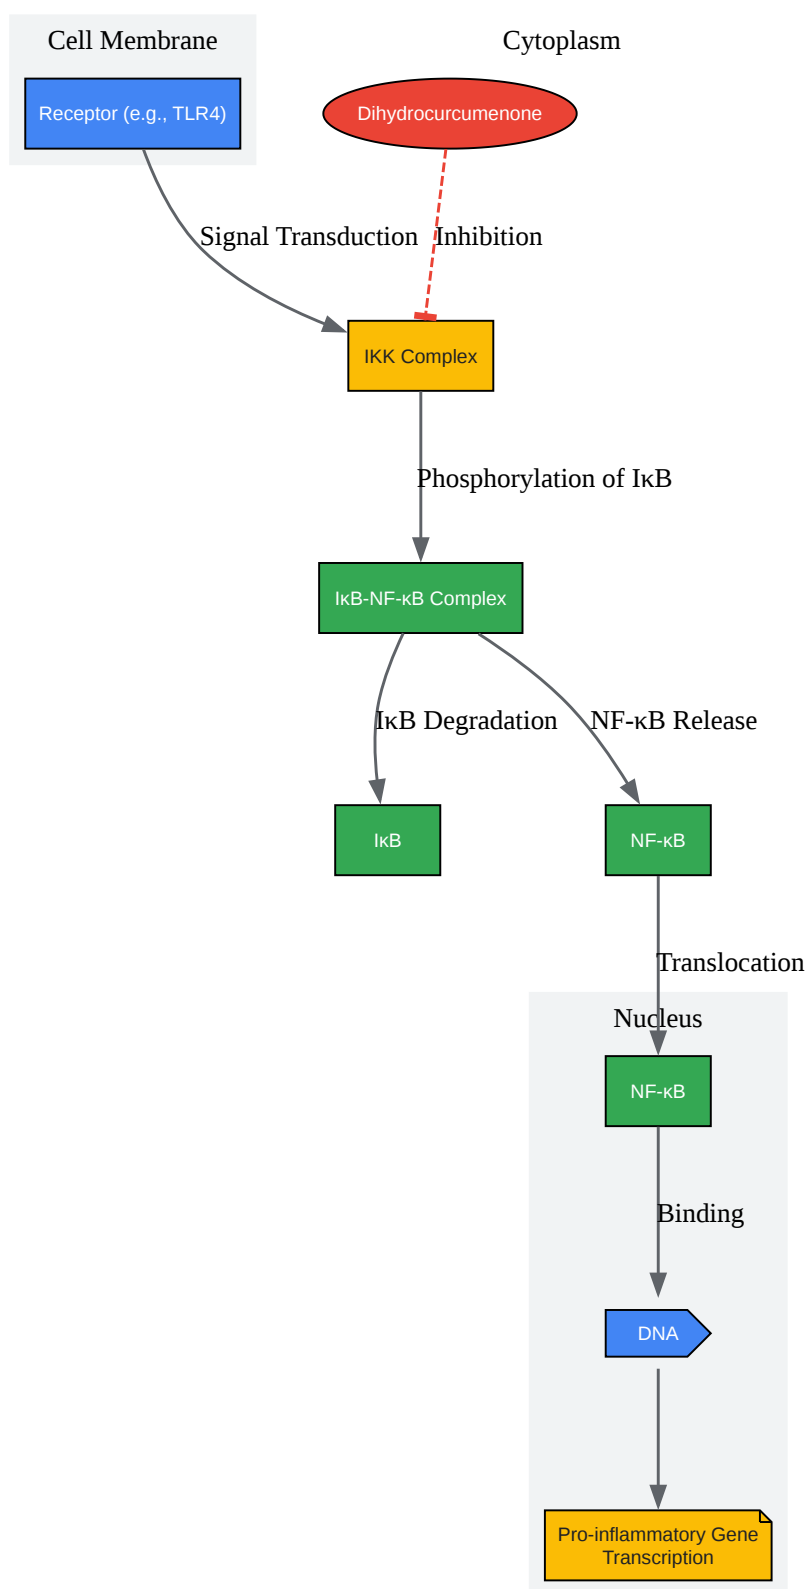 Cell Membrane
Cytoplasm
Receptor (e.g., TLR4)
Dihydrocurcumenone
Signal Transduction
Inhibition
IKK Complex
Phosphorylation of IκB
IκB-NF-κB Complex
IκB Degradation
NF-κB Release
IκB
NF-κB
Translocation
Nucleus
NF-κB
Binding
DNA
Pro-inflammatory Gene
Transcription